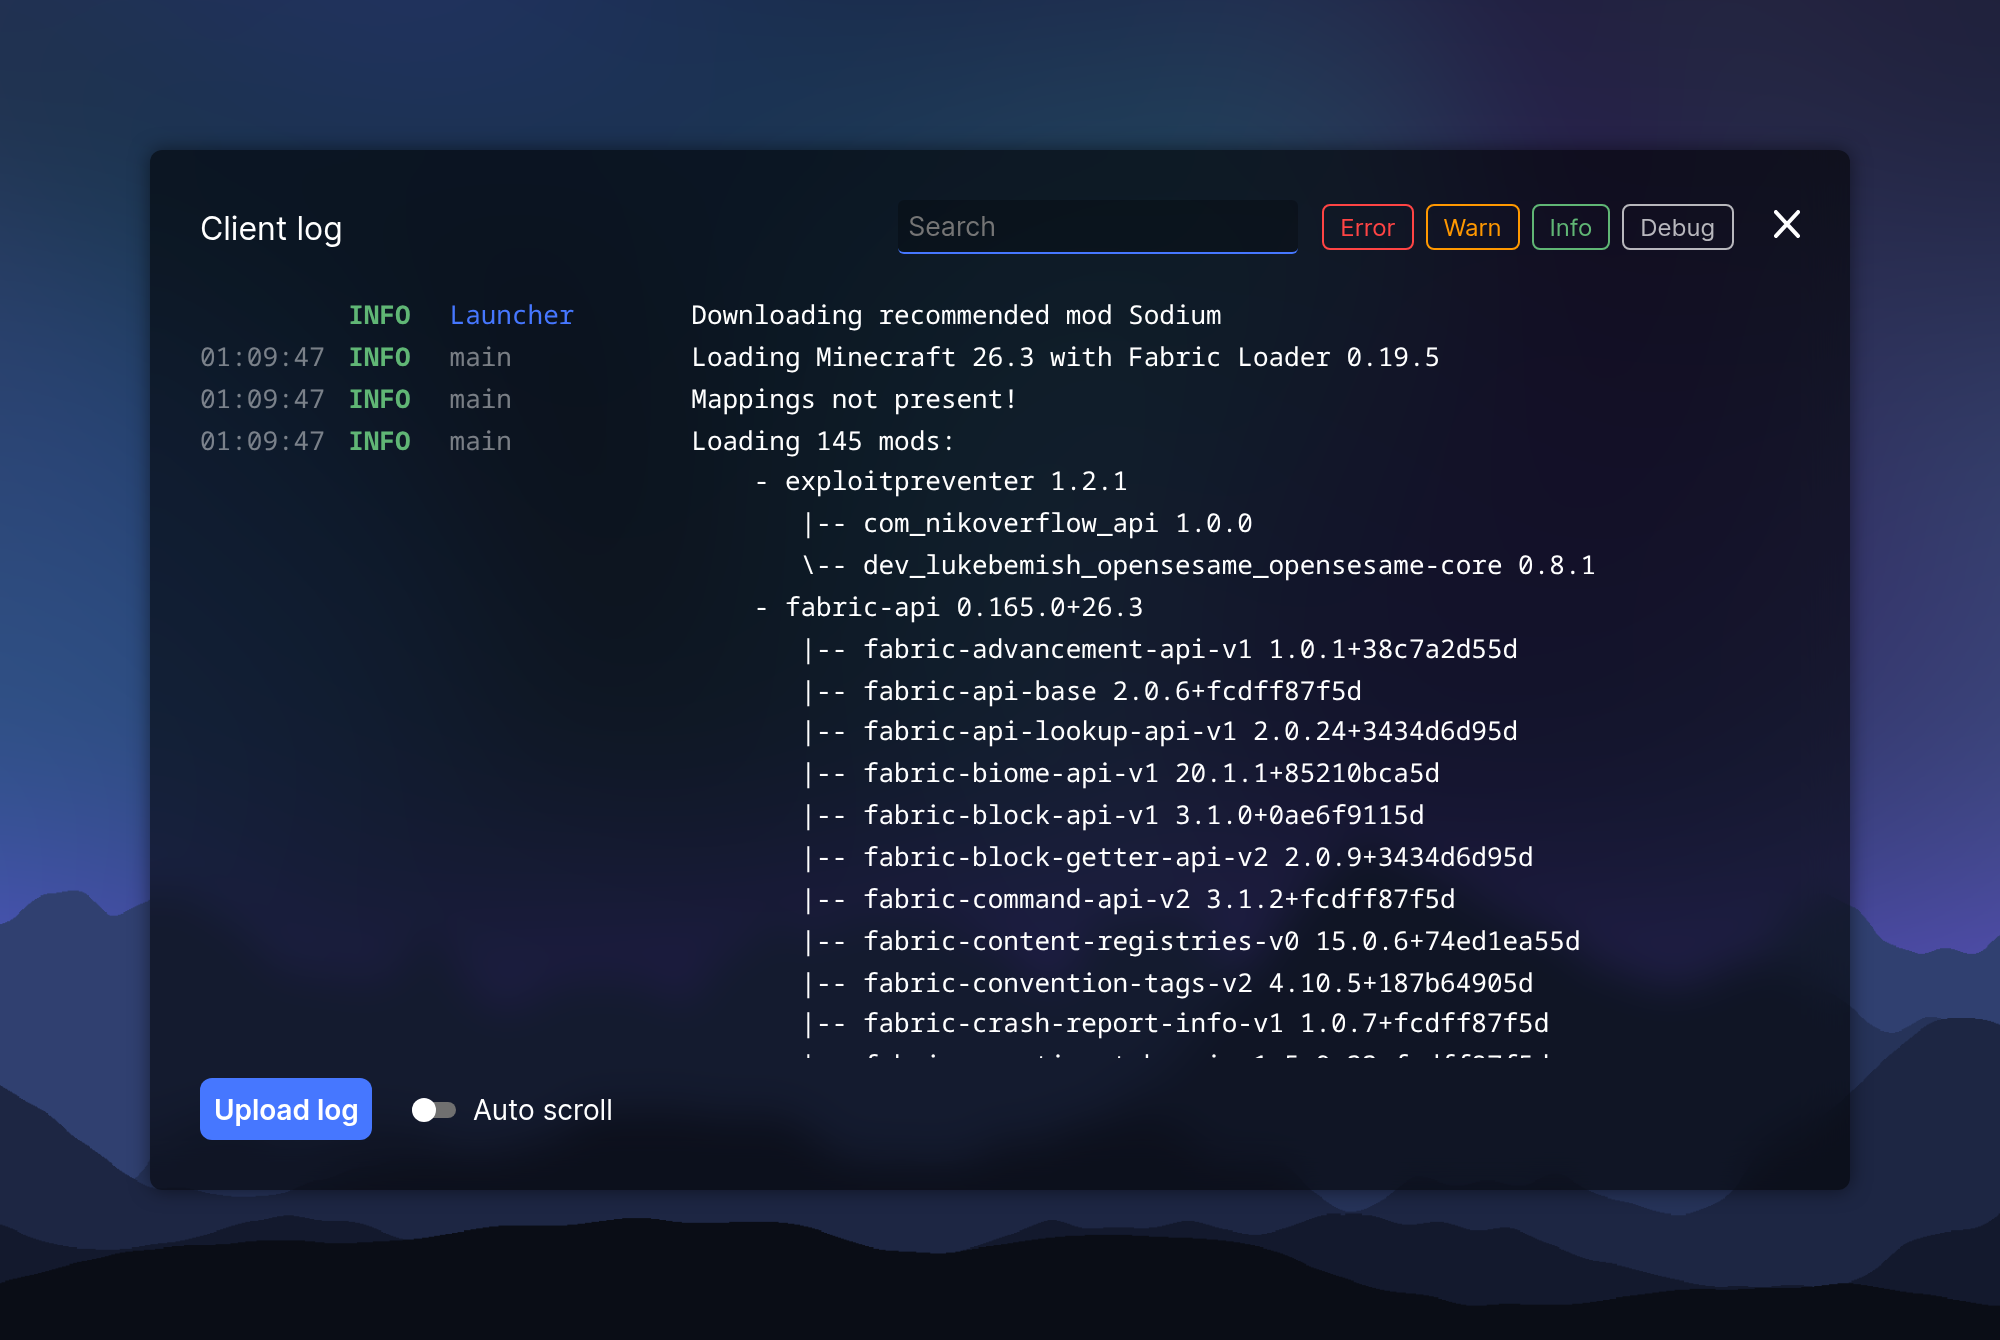 Client log
Search
Error Warn Info Debug
INFO Launcher Downloading recommended mod Sodium
01:09:47 INFO main Loading Minecraft 26.3 with Fabric Loader 0.19.5
01:09:47 INFO main Mappings not present!
01:09:47 INFO main Loading 145 mods:
- exploitpreventer 1.2.1
|-- com_nikoverflow_api 1.0.0
\-- dev_lukebemish_opensesame_opensesame-core 0.8.1
- fabric-api 0.165.0+26.3
|-- fabric-advancement-api-v1 1.0.1+38c7a2d55d
|-- fabric-api-base 2.0.6+fcdff87f5d
|-- fabric-api-lookup-api-v1 2.0.24+3434d6d95d
|-- fabric-biome-api-v1 20.1.1+85210bca5d
|-- fabric-block-api-v1 3.1.0+0ae6f9115d
|-- fabric-block-getter-api-v2 2.0.9+3434d6d95d
|-- fabric-command-api-v2 3.1.2+fcdff87f5d
|-- fabric-content-registries-v0 15.0.6+74ed1ea55d
|-- fabric-convention-tags-v2 4.10.5+187b64905d
|-- fabric-crash-report-info-v1 1.0.7+fcdff87f5d
Upload log
Auto scroll